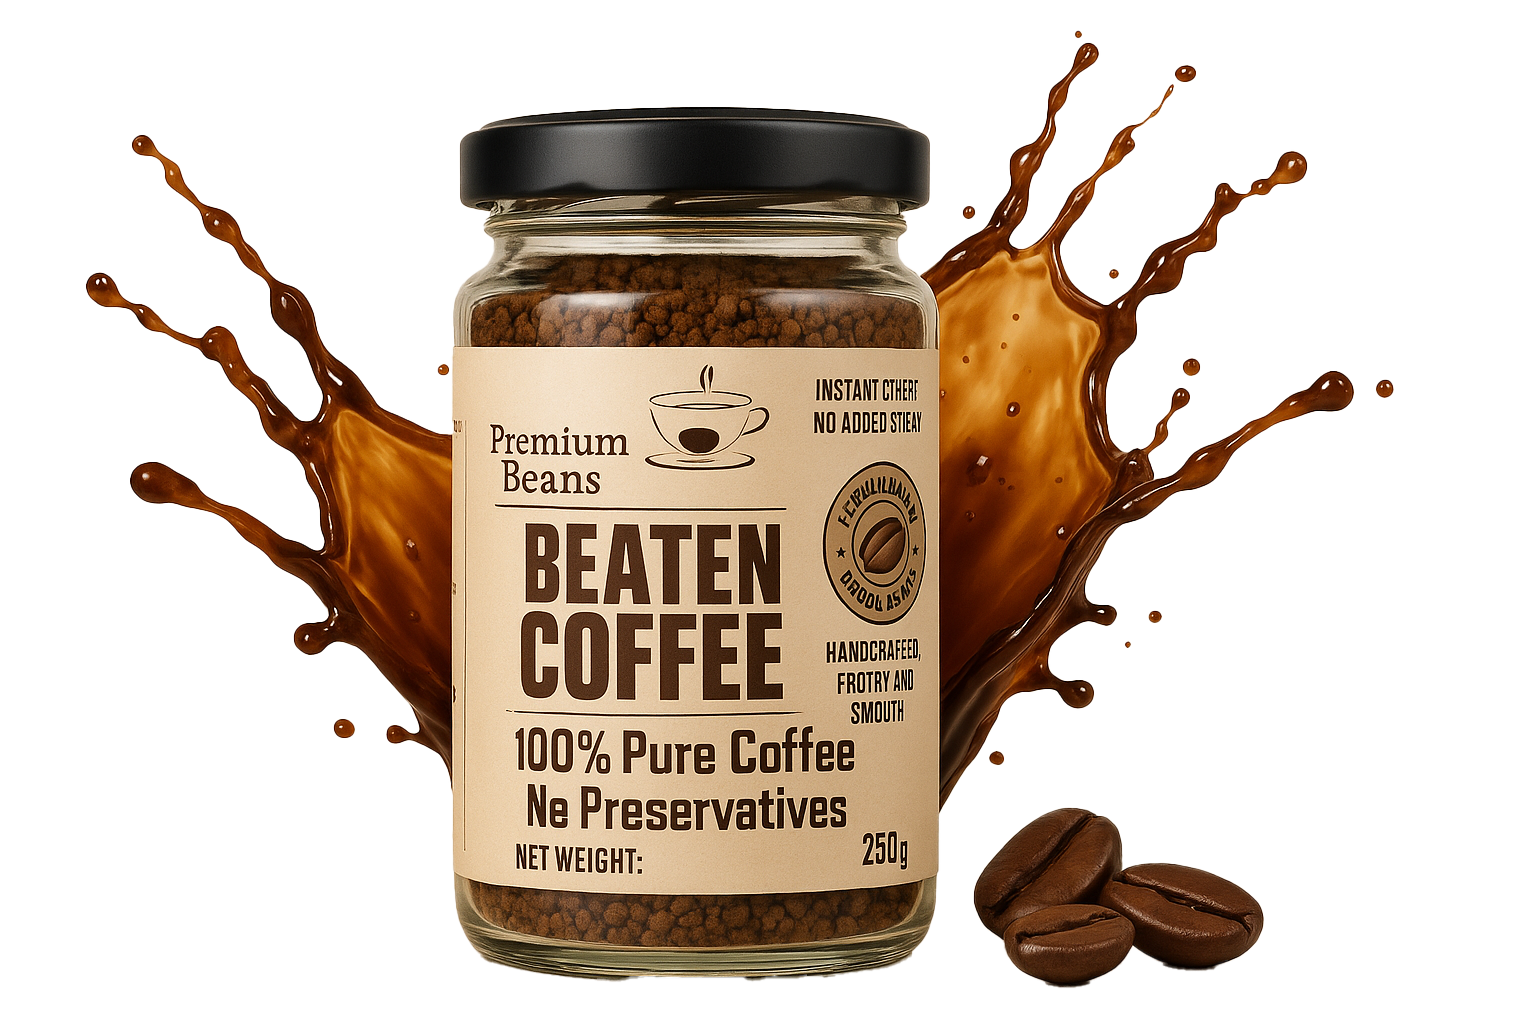 Premium
Beans
INSTANT CTHERF
NO ADDED STIEAY
BEATEN
COFFEE
HANDCRAFEED,
FROTRY AND
SMOUTH
100% Pure Coffee
Ne Preservatives
NET WEIGHT:
250g